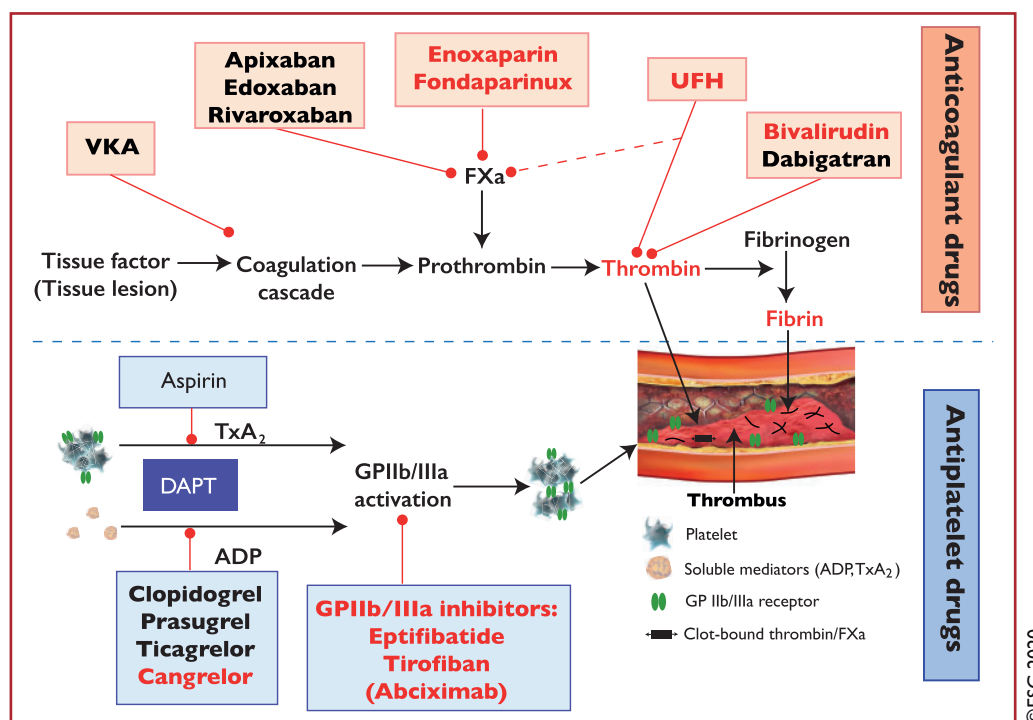 Apixaban
Edoxaban
Rivaroxaban
Enoxaparin
Fondaparinux
UFH
VKA
Bivalirudin
Dabigatran
FXa
Tissue factor
(Tissue lesion)
Coagulation
cascade
Prothrombin
Thrombin
Fibrinogen
Fibrin
Anticoagulant drugs
Aspirin
TxA2
DAPT
ADP
GPIIb/IIIa
activation
Clopidogrel
Prasugrel
Ticagrelor
Cangrelor
GPIIb/IIIa inhibitors:
Eptifibatide
Tirofiban
(Abciximab)
Thrombus
Platelet
Soluble mediators (ADP,TxA2)
GP IIb/IIIa receptor
Clot-bound thrombin/FXa
Antiplatelet drugs
©ESC 2020